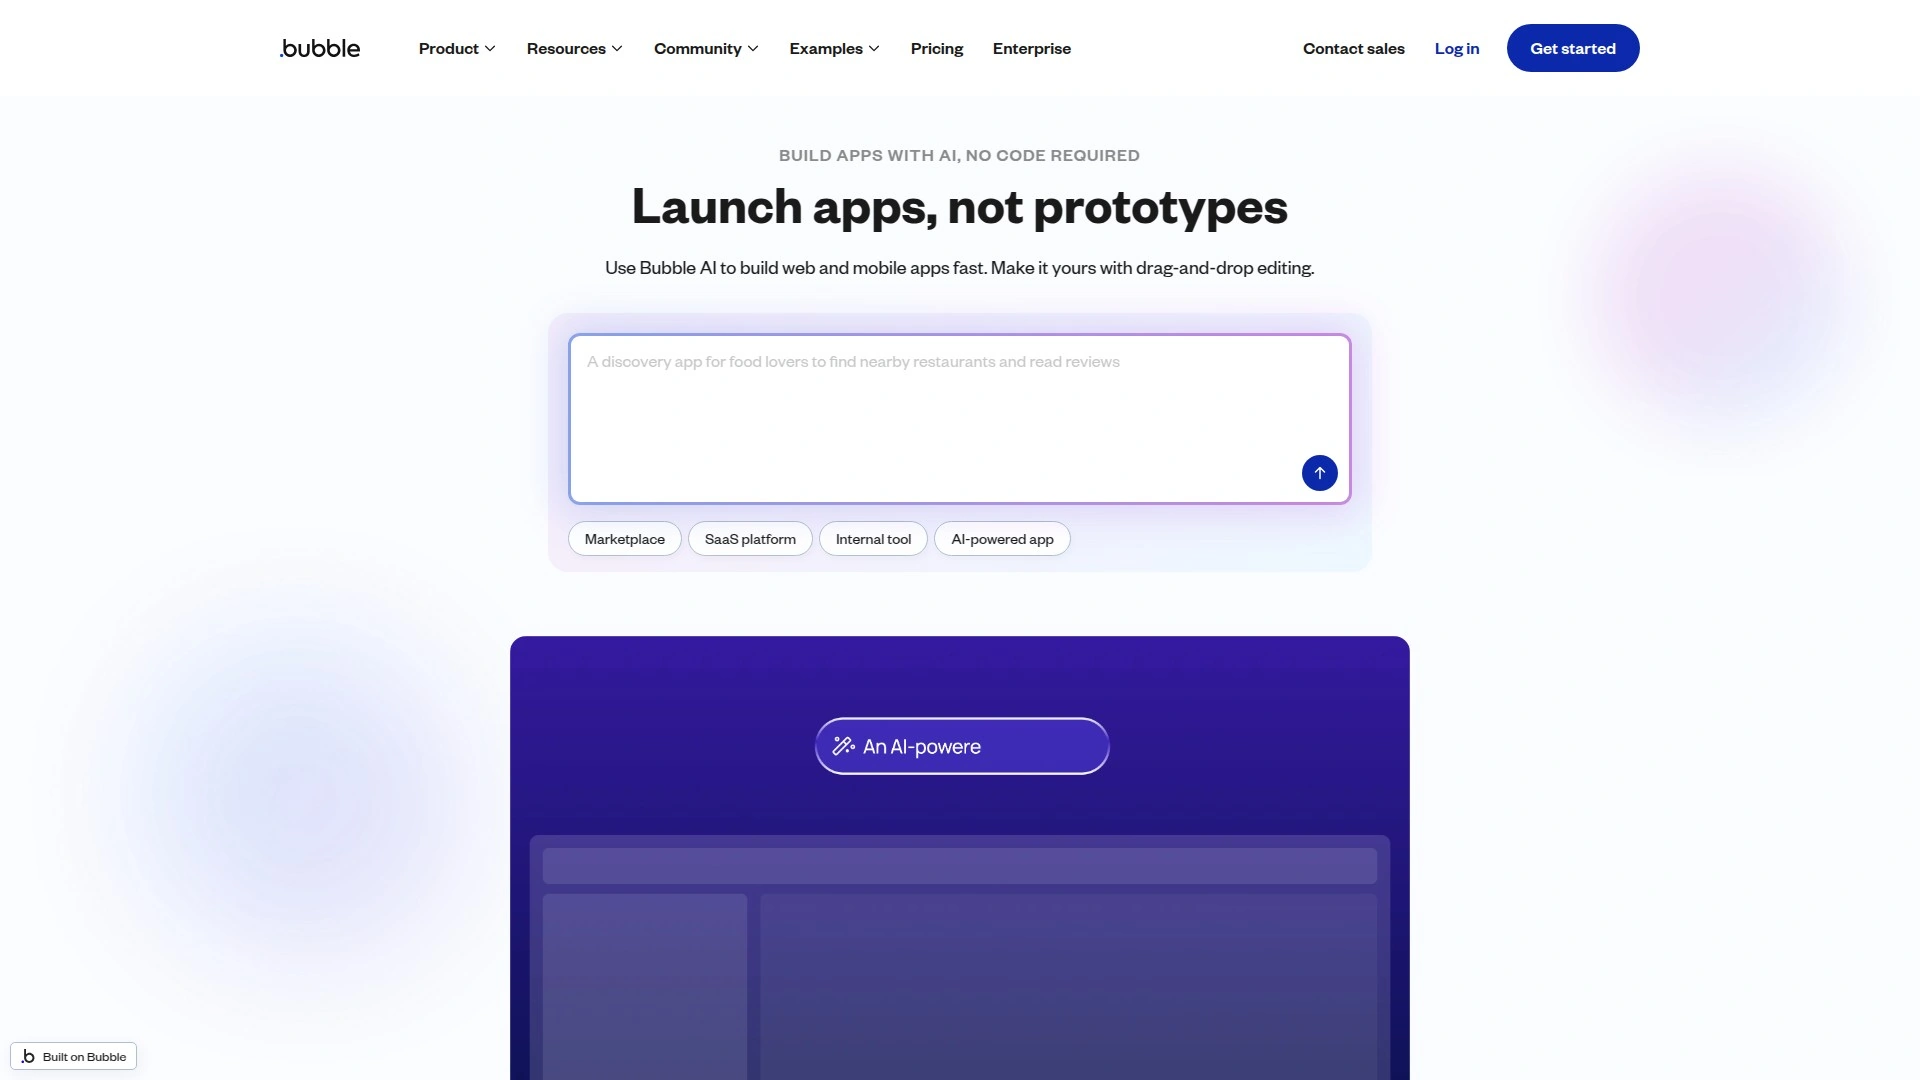 .bubble
Product
Resources
Community
Examples
Pricing
Enterprise
Contact sales
Log in
Get started
BUILD APPS WITH AI, NO CODE REQUIRED
Launch apps, not prototypes
Use Bubble AI to build web and mobile apps fast. Make it yours with drag-and-drop editing.
A discovery app for food lovers to find nearby restaurants and read reviews
Marketplace
SaaS platform
Internal tool
AI-powered app
An AI-powere
.b Built on Bubble